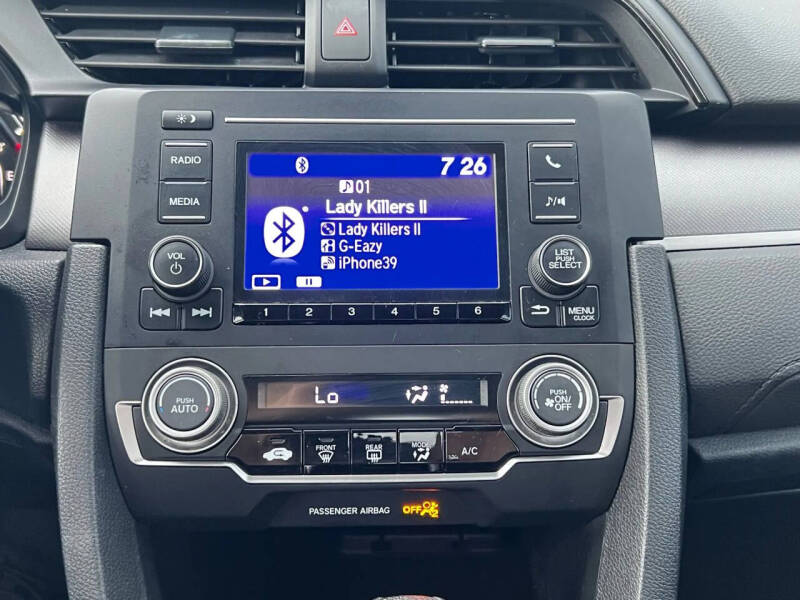 E
RADIO
MEDIA
VOL
7 26
01
Lady Killers II
Lady Killers II
G-Eazy
iPhone39
1 2 3 4 5 6
LIST
PUSH
SELECT
MENU
CLOCK
PUSH
AUTO
Lo
PUSH
ON/
OFF
FRONT
REAR
MODE
A/C
PASSENGER AIRBAG OFF